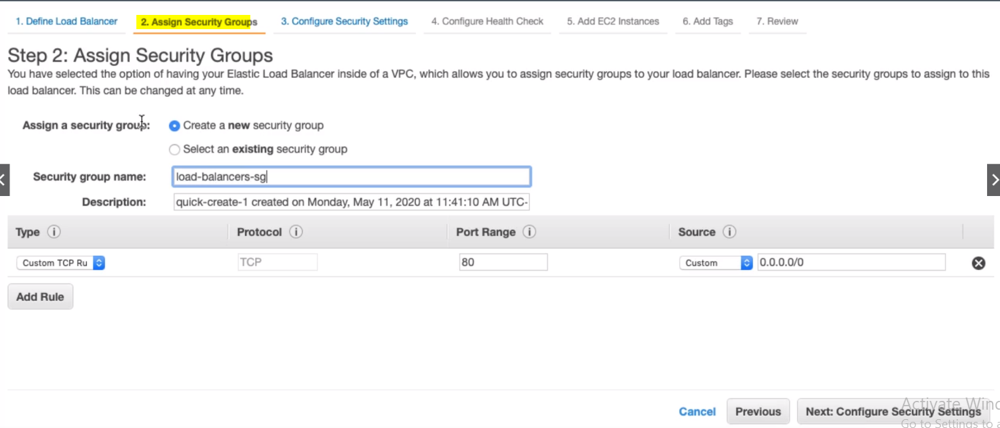 1. Define Load Balancer 2. Assign Security Groups 3. Configure Security Settings 4. Configure Health Check 5. Add EC2 Instances 6. Add Tags 7. Review
Step 2: Assign Security Groups
You have selected the option of having your Elastic Load Balancer inside of a VPC, which allows you to assign security groups to your load balancer. Please select the security groups to assign to this
load balancer. This can be changed at any time.
Assign a security group: Create a new security group
Select an existing security group
Security group name: load-balancers-sg
Description: quick-create-1 created on Monday, May 11, 2020 at 11:41:10 AM UTC-
Type i Protocol i Port Range i Source i
Custom TCP Ru TCP 80 Custom 0.0.0.0/0
Add Rule
Cancel Previous Next: Configure Security Settings
Activate Wind
Go to Settings to a